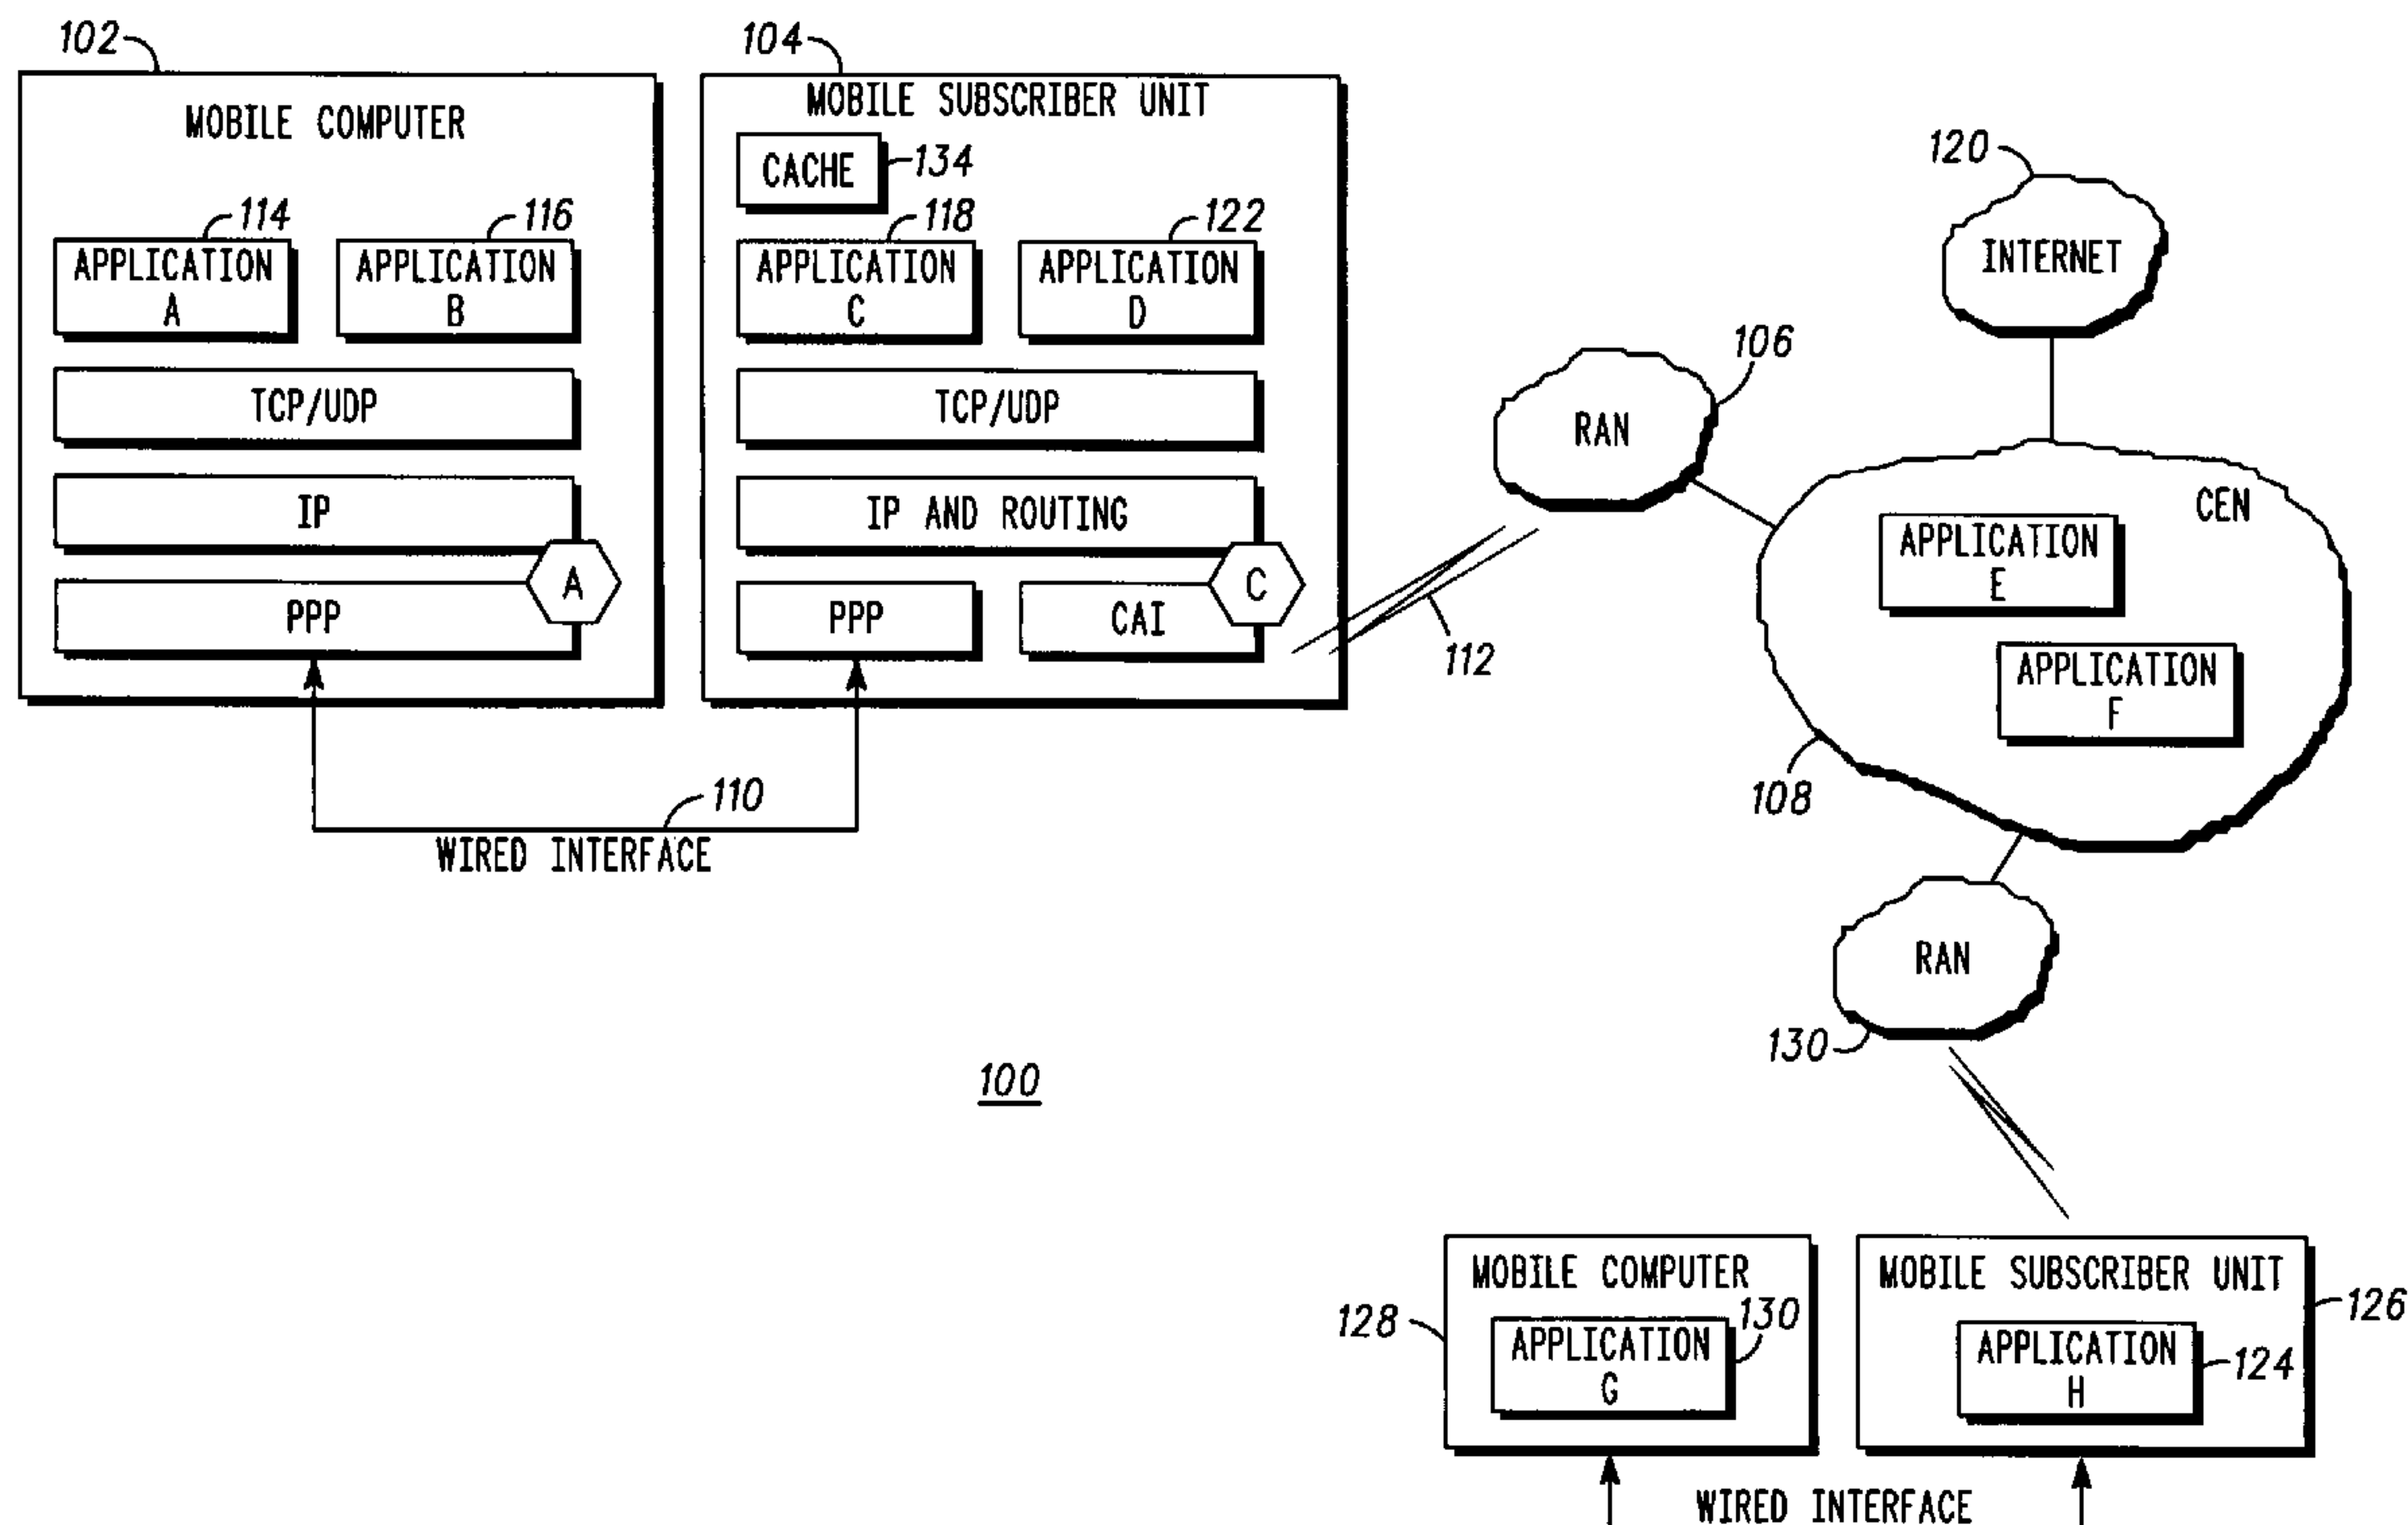 102
MOBILE COMPUTER
114
116
APPLICATION
A
APPLICATION
B
TCP/UDP
IP
A
PPP
104
MOBILE SUBSCRIBER UNIT
CACHE
134
118
122
APPLICATION
C
APPLICATION
D
TCP/UDP
IP AND ROUTING
C
PPP
CAI
110
WIRED INTERFACE
112
106
RAN
120
INTERNET
CEN
APPLICATION
E
APPLICATION
F
108
RAN
130
100
MOBILE COMPUTER
128
130
APPLICATION
G
MOBILE SUBSCRIBER UNIT
126
APPLICATION
H
124
WIRED INTERFACE